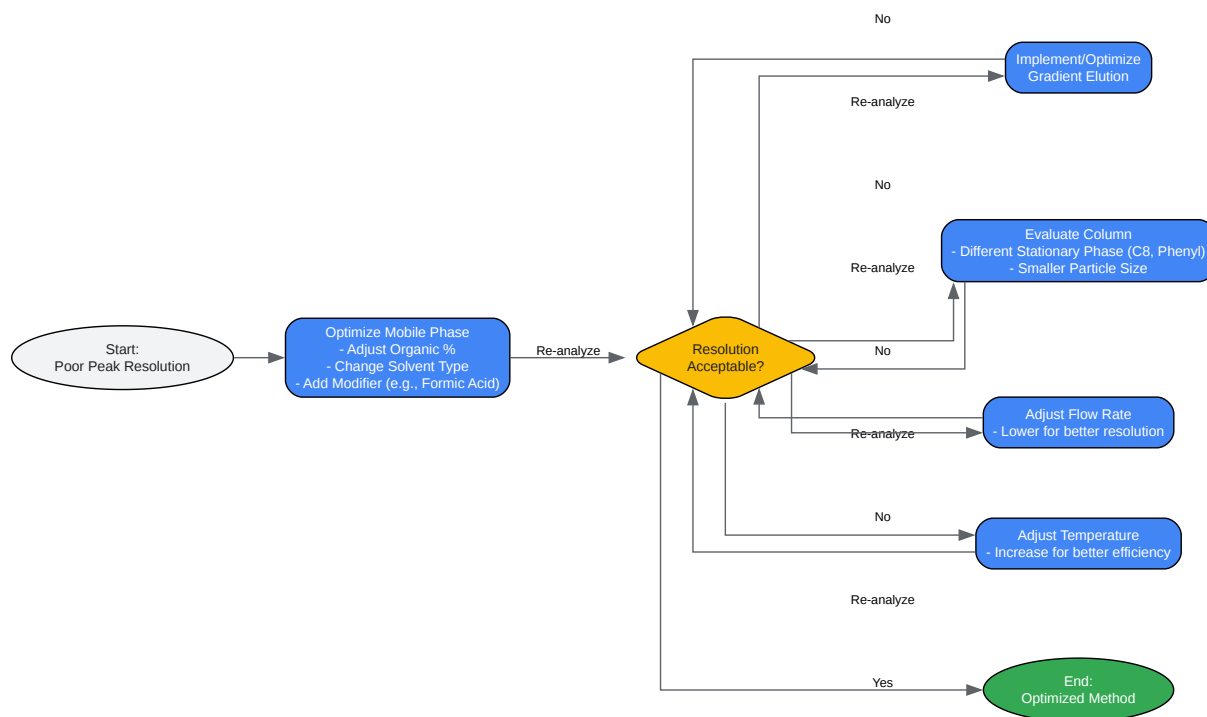 No
Implement/Optimize
Gradient Elution
Re-analyze
No
Evaluate Column
- Different Stationary Phase (C8, Phenyl)
- Smaller Particle Size
Re-analyze
Start:
Poor Peak Resolution
Optimize Mobile Phase
- Adjust Organic %
- Change Solvent Type
- Add Modifier (e.g., Formic Acid)
Re-analyze
Resolution
Acceptable?
No
Adjust Flow Rate
- Lower for better resolution
Re-analyze
No
Adjust Temperature
- Increase for better efficiency
Re-analyze
Yes
End:
Optimized Method